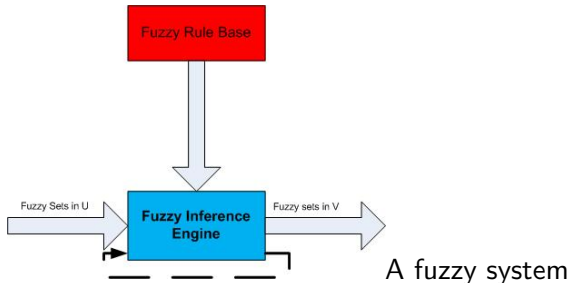 Fuzzy Rule Base
Fuzzy Sets in U
Fuzzy Inference
Engine
Fuzzy sets in V
A fuzzy system